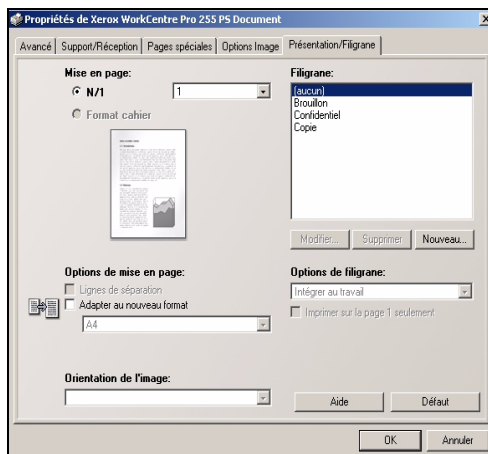 Propriétés de Xerox WorkCentre Pro 255 PS Document
Avancé Support/Réception Pages spéciales Options Image Présentation/Filigrane
Mise en page:
N/1
1
Format cahier
Filigrane:
(aucun)
Brouillon
Confidentiel
Copie
Modifier... Supprimer Nouveau...
Options de mise en page:
Lignes de séparation
Adapter au nouveau format
A4
Options de filigrane:
Intégrer au travail
Imprimer sur la page 1 seulement
Orientation de l'image:
Aide Défaut
OK Annuler